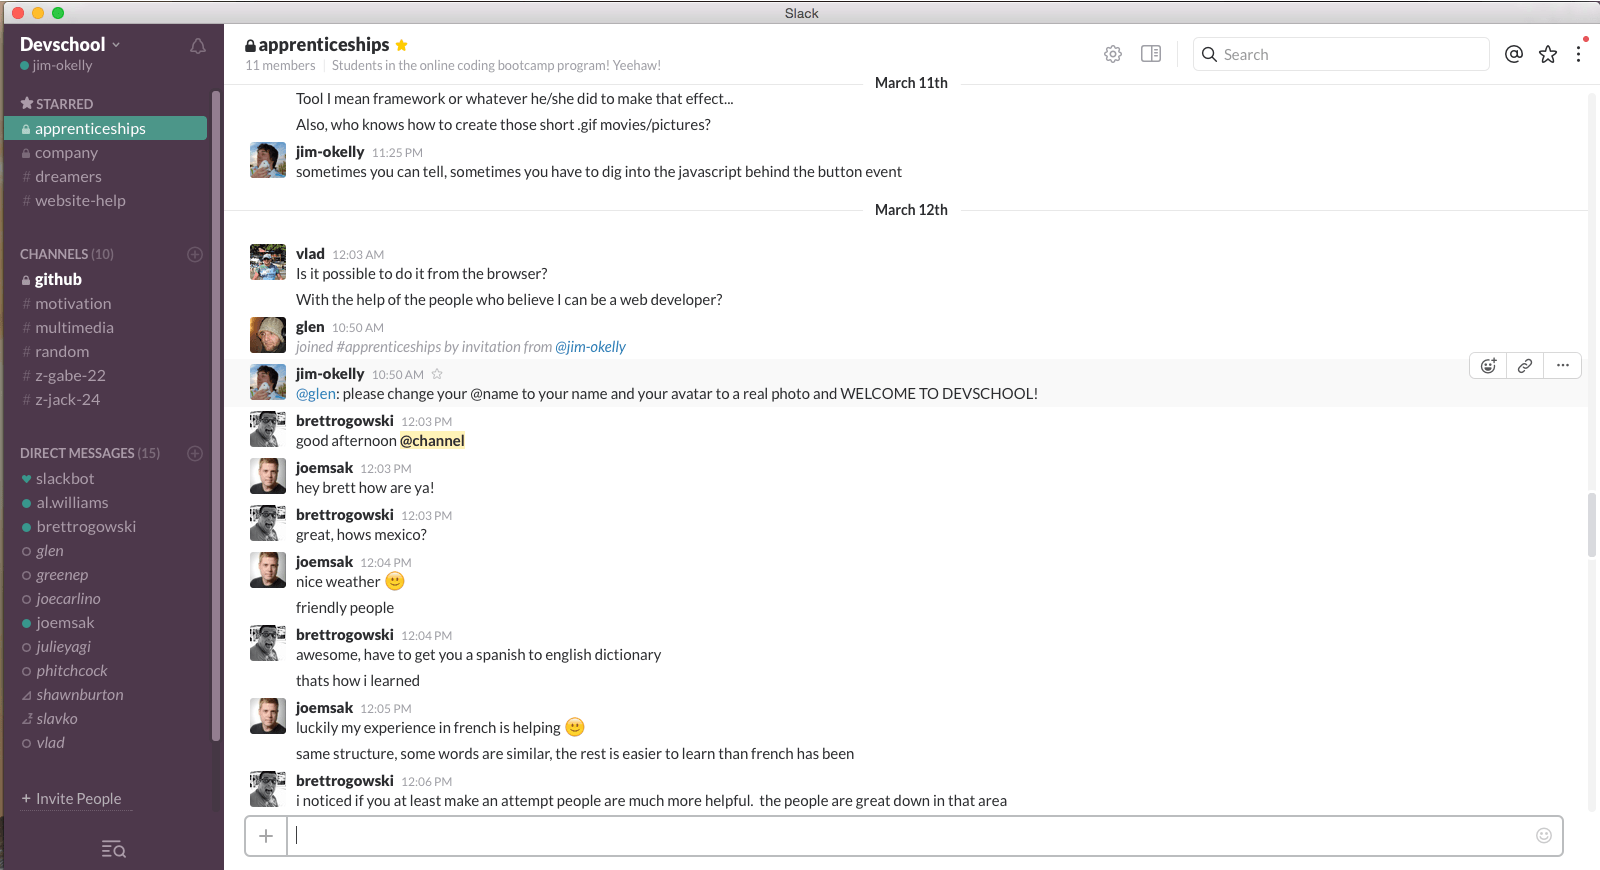 Slack
Devschool
jim-okelly
STARRED
apprenticeships
company
# dreamers
# website-help
CHANNELS (10)
github
# motivation
# multimedia
# random
# z-gabe-22
# z-jack-24
DIRECT MESSAGES (15)
slackbot
al.williams
brettrogowski
glen
greenep
joecarlino
joemsak
julieyagi
phitchcock
shawnburton
slavko
vlad
+ Invite People
apprenticeships
11 members | Students in the online coding bootcamp program! Yeehaw!
Search
March 11th
Tool I mean framework or whatever he/she did to make that effect...
Also, who knows how to create those short .gif movies/pictures?
jim-okelly 11:25 PM
sometimes you can tell, sometimes you have to dig into the javascript behind the button event
March 12th
vlad 12:03 AM
Is it possible to do it from the browser?
With the help of the people who believe I can be a web developer?
glen 10:50 AM
joined #apprenticeships by invitation from @jim-okelly
jim-okelly 10:50 AM
@glen: please change your @name to your name and your avatar to a real photo and WELCOME TO DEVSCHOOL!
brettrogowski 12:03 PM
good afternoon @channel
joemsak 12:03 PM
hey brett how are ya!
brettrogowski 12:03 PM
great, hows mexico?
joemsak 12:04 PM
nice weather 🙂
friendly people
brettrogowski 12:04 PM
awesome, have to get you a spanish to english dictionary
thats how i learned
joemsak 12:05 PM
luckily my experience in french is helping 🙂
same structure, some words are similar, the rest is easier to learn than french has been
brettrogowski 12:06 PM
i noticed if you at least make an attempt people are much more helpful.  the people are great down in that area